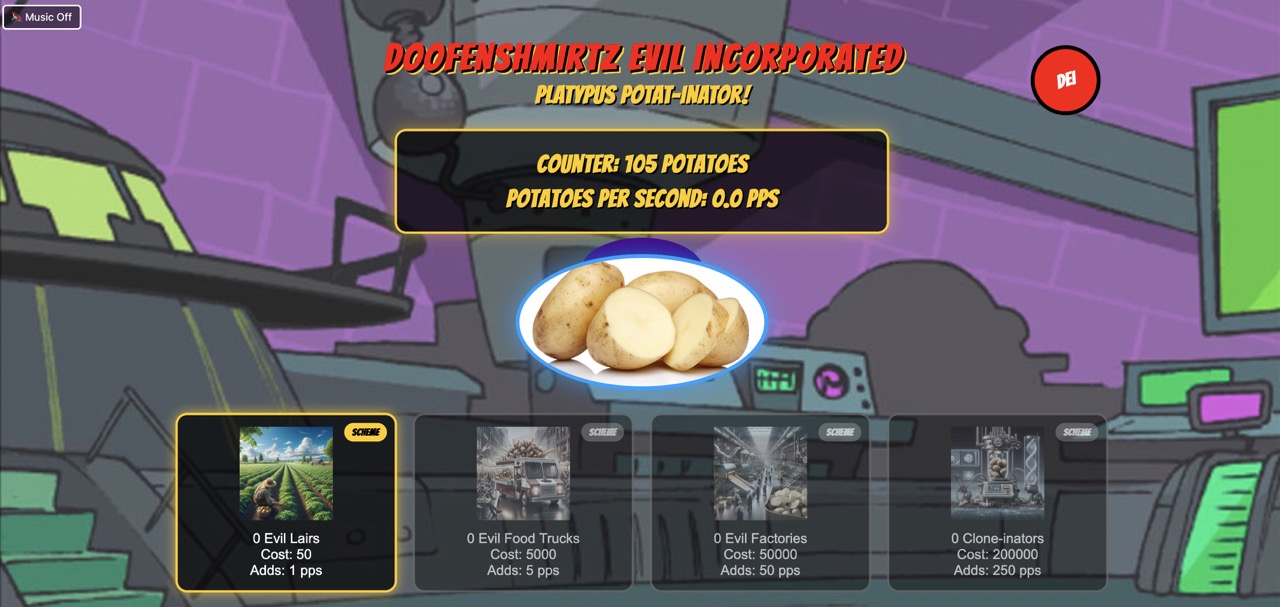 Music Off
DOOFENSHMIRTZ EVIL INCORPORATED
DEI
PLATYPUS POTAT-INATOR!
COUNTER: 105 POTATOES
POTATOES PER SECOND: 0.0 PPS
SCHEME
0 Evil Lairs
Cost: 50
Adds: 1 pps
SCHEME
0 Evil Food Trucks
Cost: 5000
Adds: 5 pps
SCHEME
0 Evil Factories
Cost: 50000
Adds: 50 pps
SCHEME
0 Clone-inators
Cost: 200000
Adds: 250 pps